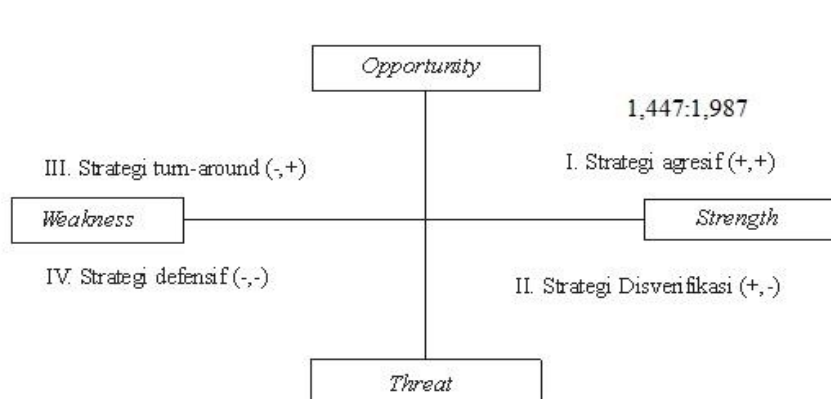 Opportunity
1,447:1,987
III. Strategi turn-around (-,+)
I. Strategi agresif (+,+)
Weakness
Strength
IV. Strategi defensif (-,-)
II. Strategi Disverifikasi (+,-)
Threat